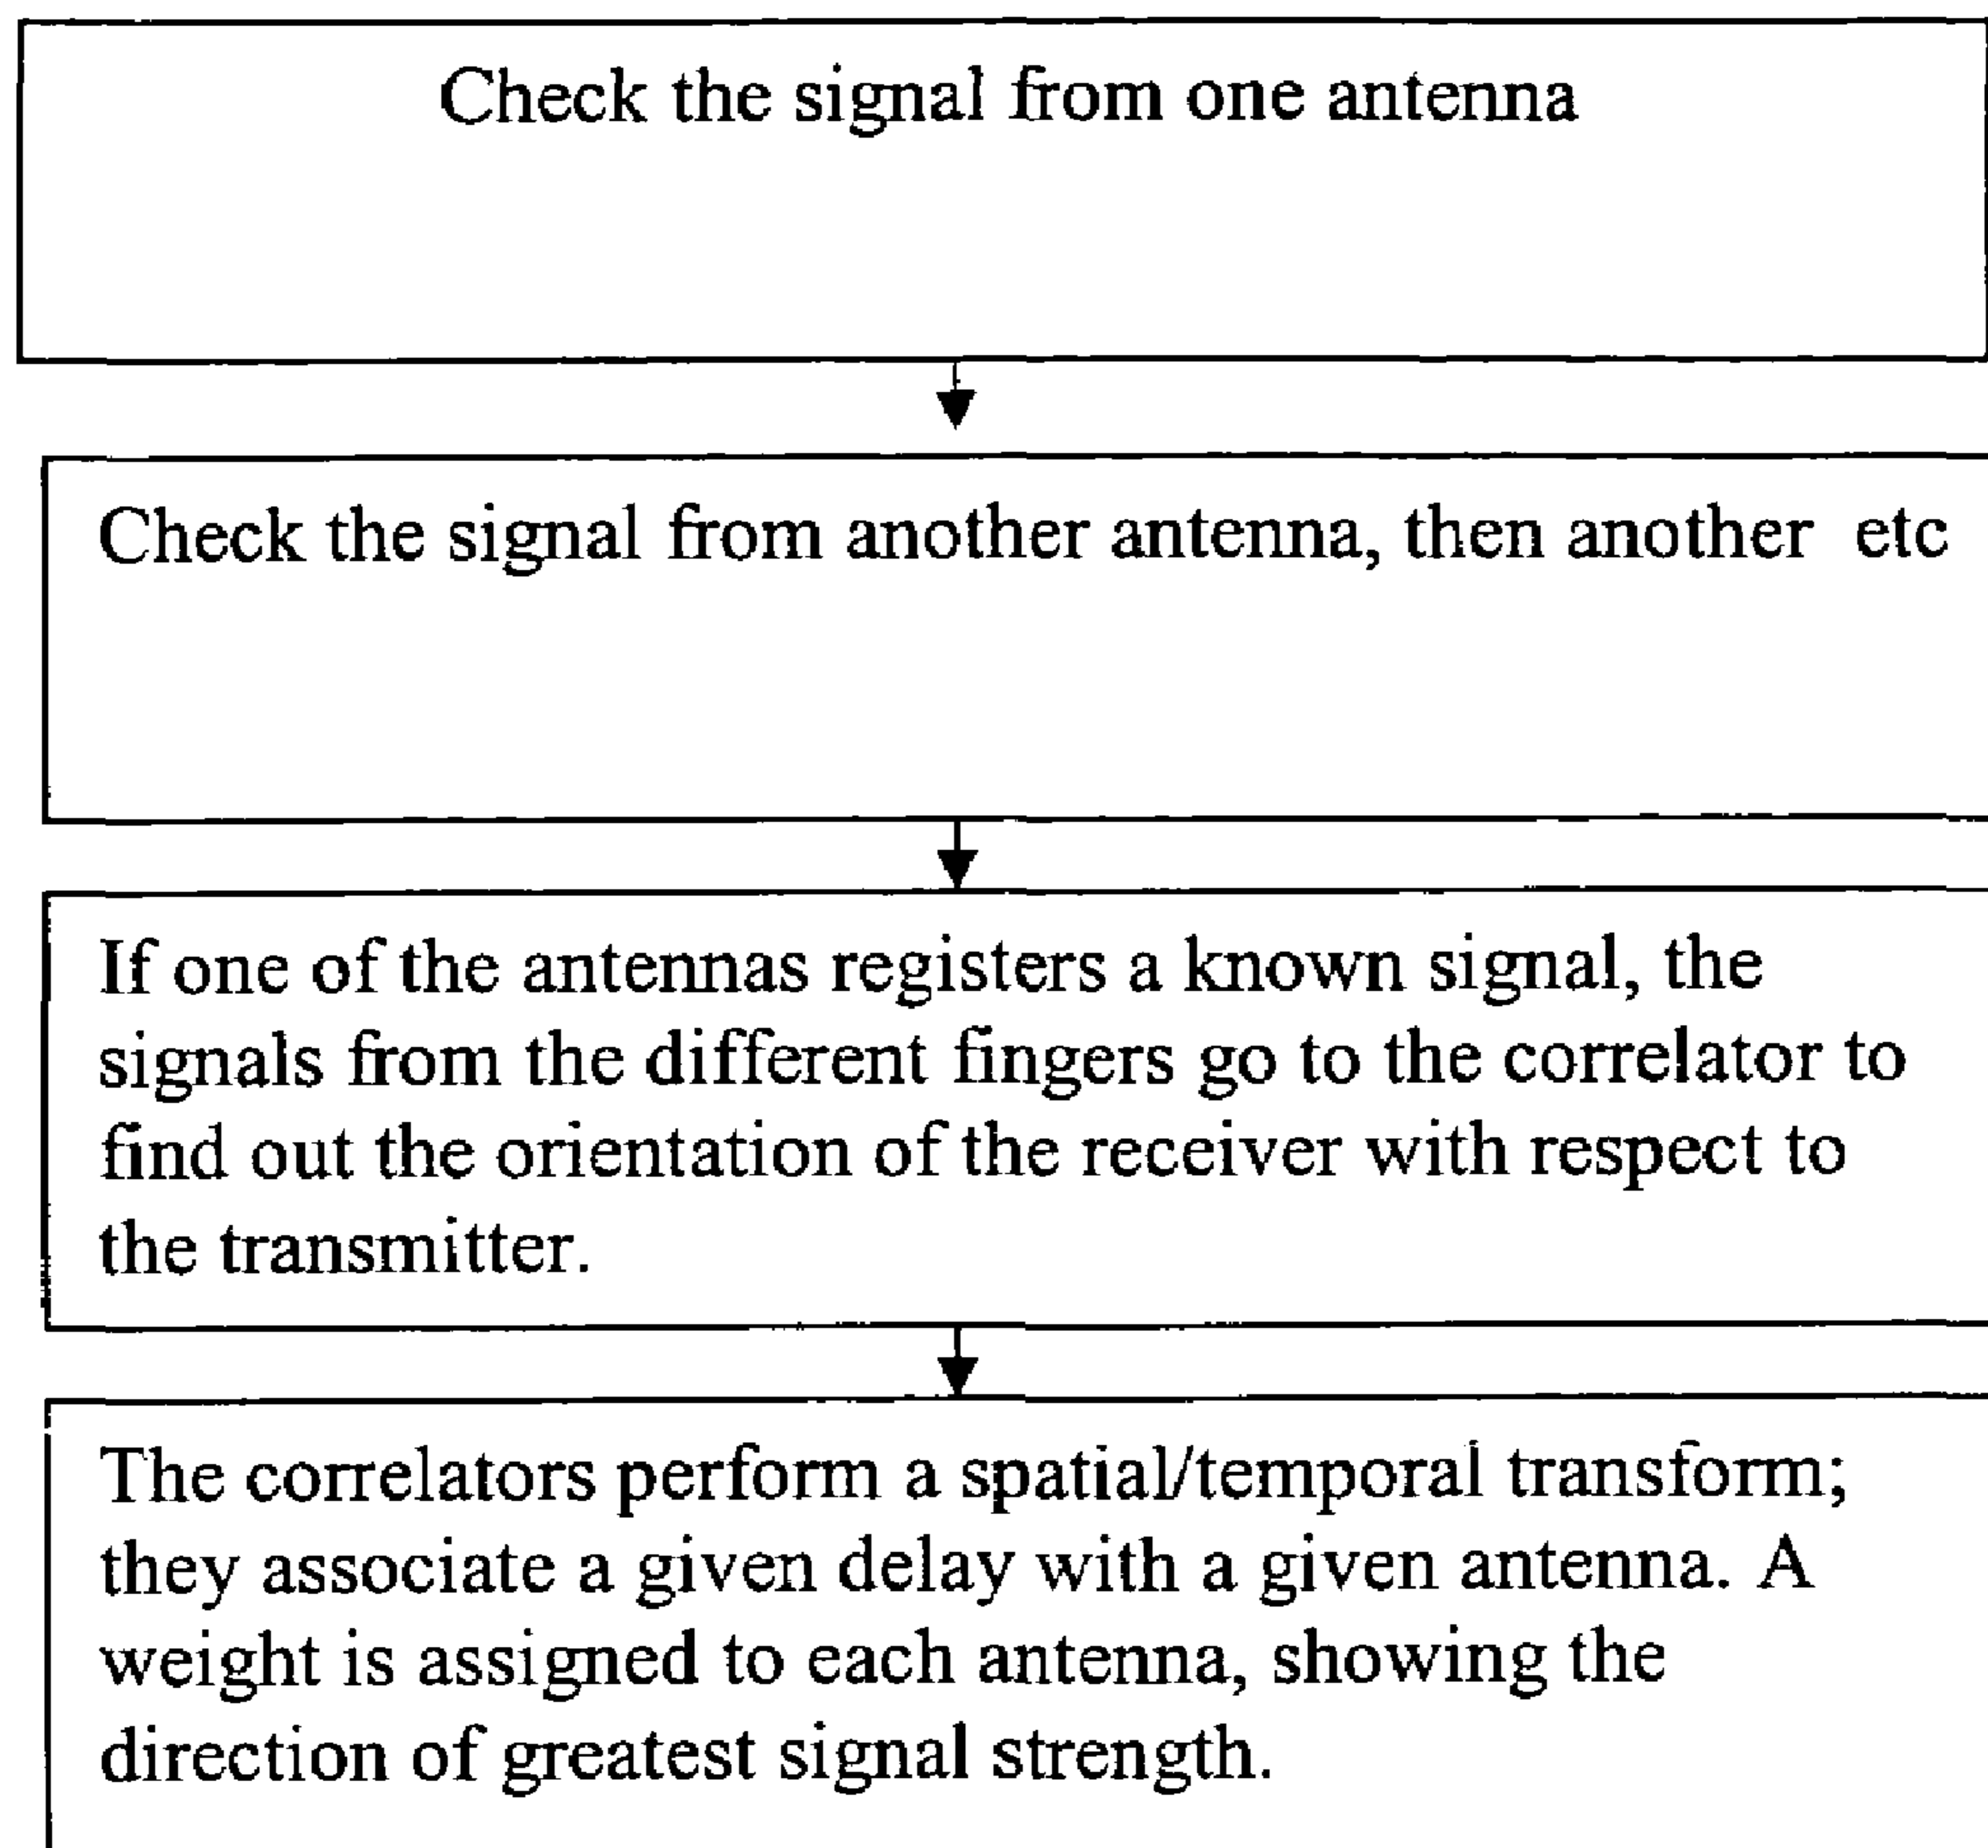 Check the signal from one antenna
Check the signal from another antenna, then another etc
If one of the antennas registers a known signal, the
signals from the different fingers go to the correlator to
find out the orientation of the receiver with respect to
the transmitter.
The correlators perform a spatial/temporal transform;
they associate a given delay with a given antenna. A
weight is assigned to each antenna, showing the
direction of greatest signal strength.